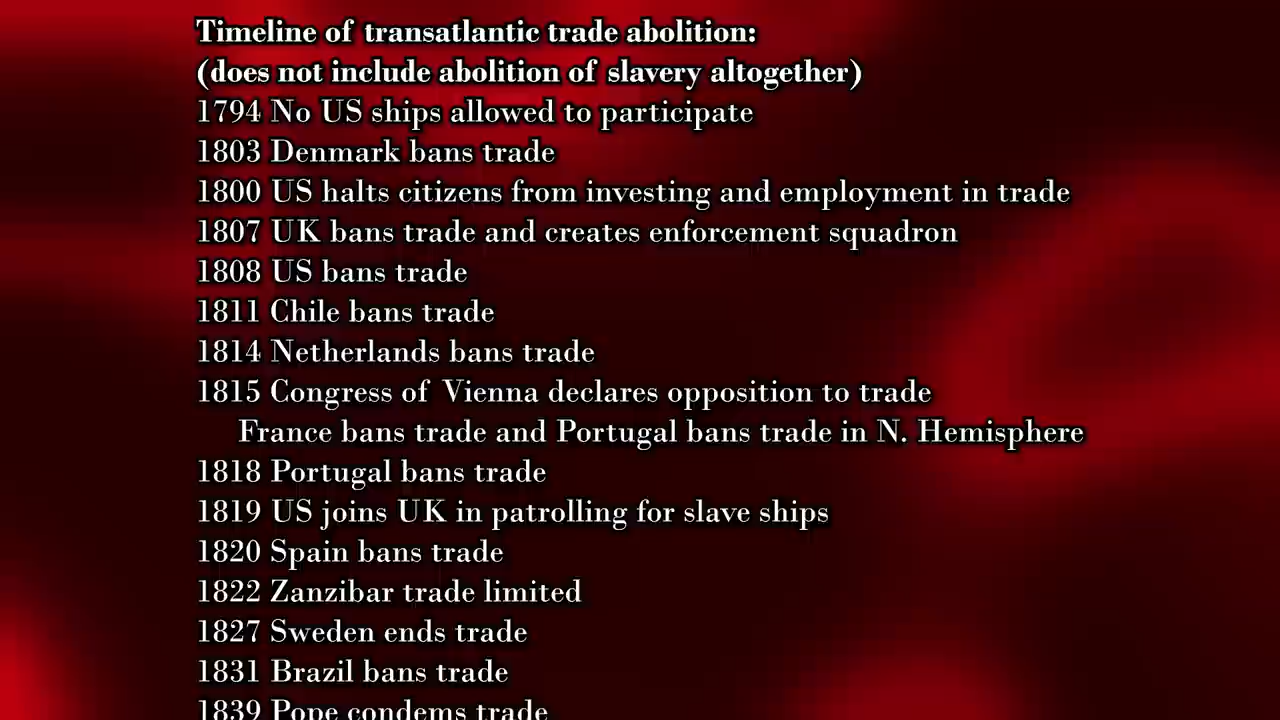 Timeline of transatlantic trade abolition:
(does not include abolition of slavery altogether)
1794 No US ships allowed to participate
1803 Denmark bans trade
1800 US halts citizens from investing and employment in trade
1807 UK bans trade and creates enforcement squadron
1808 US bans trade
1811 Chile bans trade
1814 Netherlands bans trade
1815 Congress of Vienna declares opposition to trade
France bans trade and Portugal bans trade in N. Hemisphere
1818 Portugal bans trade
1819 US joins UK in patrolling for slave ships
1820 Spain bans trade
1822 Zanzibar trade limited
1827 Sweden ends trade
1831 Brazil bans trade
1839 Pope condems trade